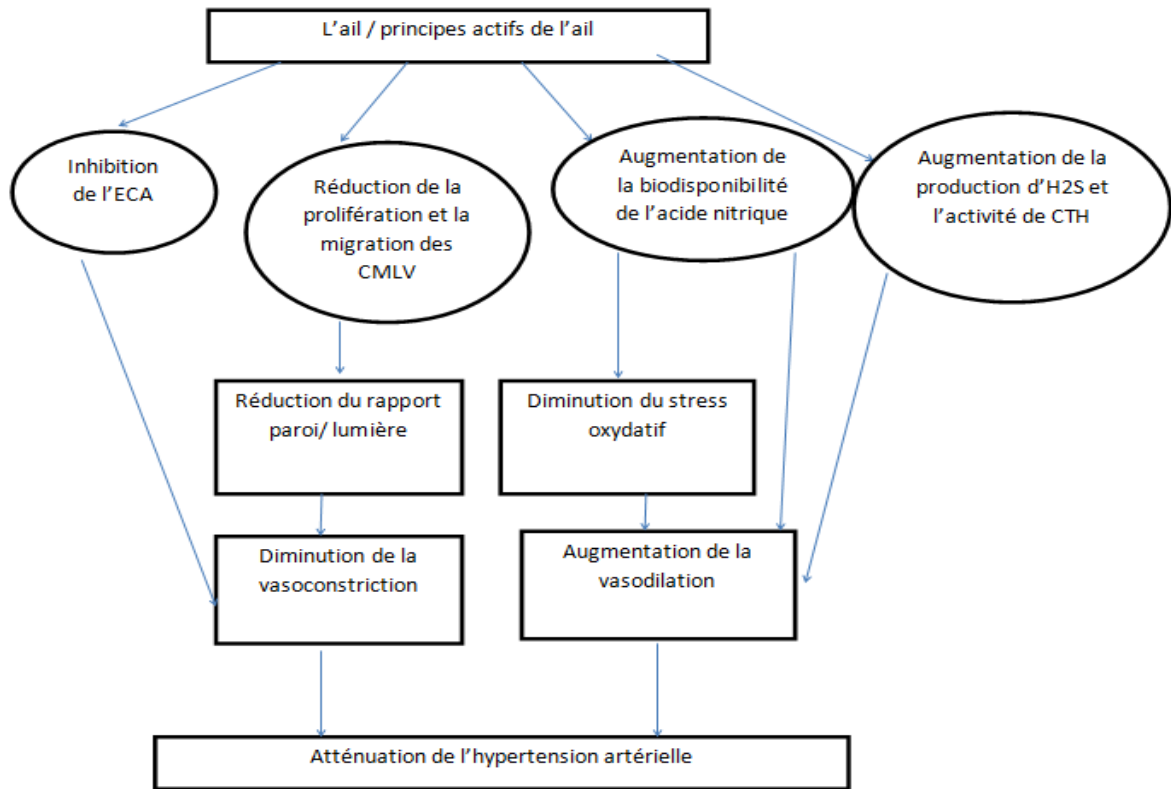 L'ail / principes actifs de l'ail
Inhibition
de l'ECA
Réduction de la
prolifération et la
migration des
CMLV
Augmentation de
la biodisponibilité
de l'acide nitrique
Augmentation de la
production d'H2S et
l'activité de CTH
Réduction du rapport
paroi/ lumière
Diminution du stress
oxydatif
Diminution de la
vasoconstriction
Augmentation de la
vasodilation
Atténuation de l'hypertension artérielle